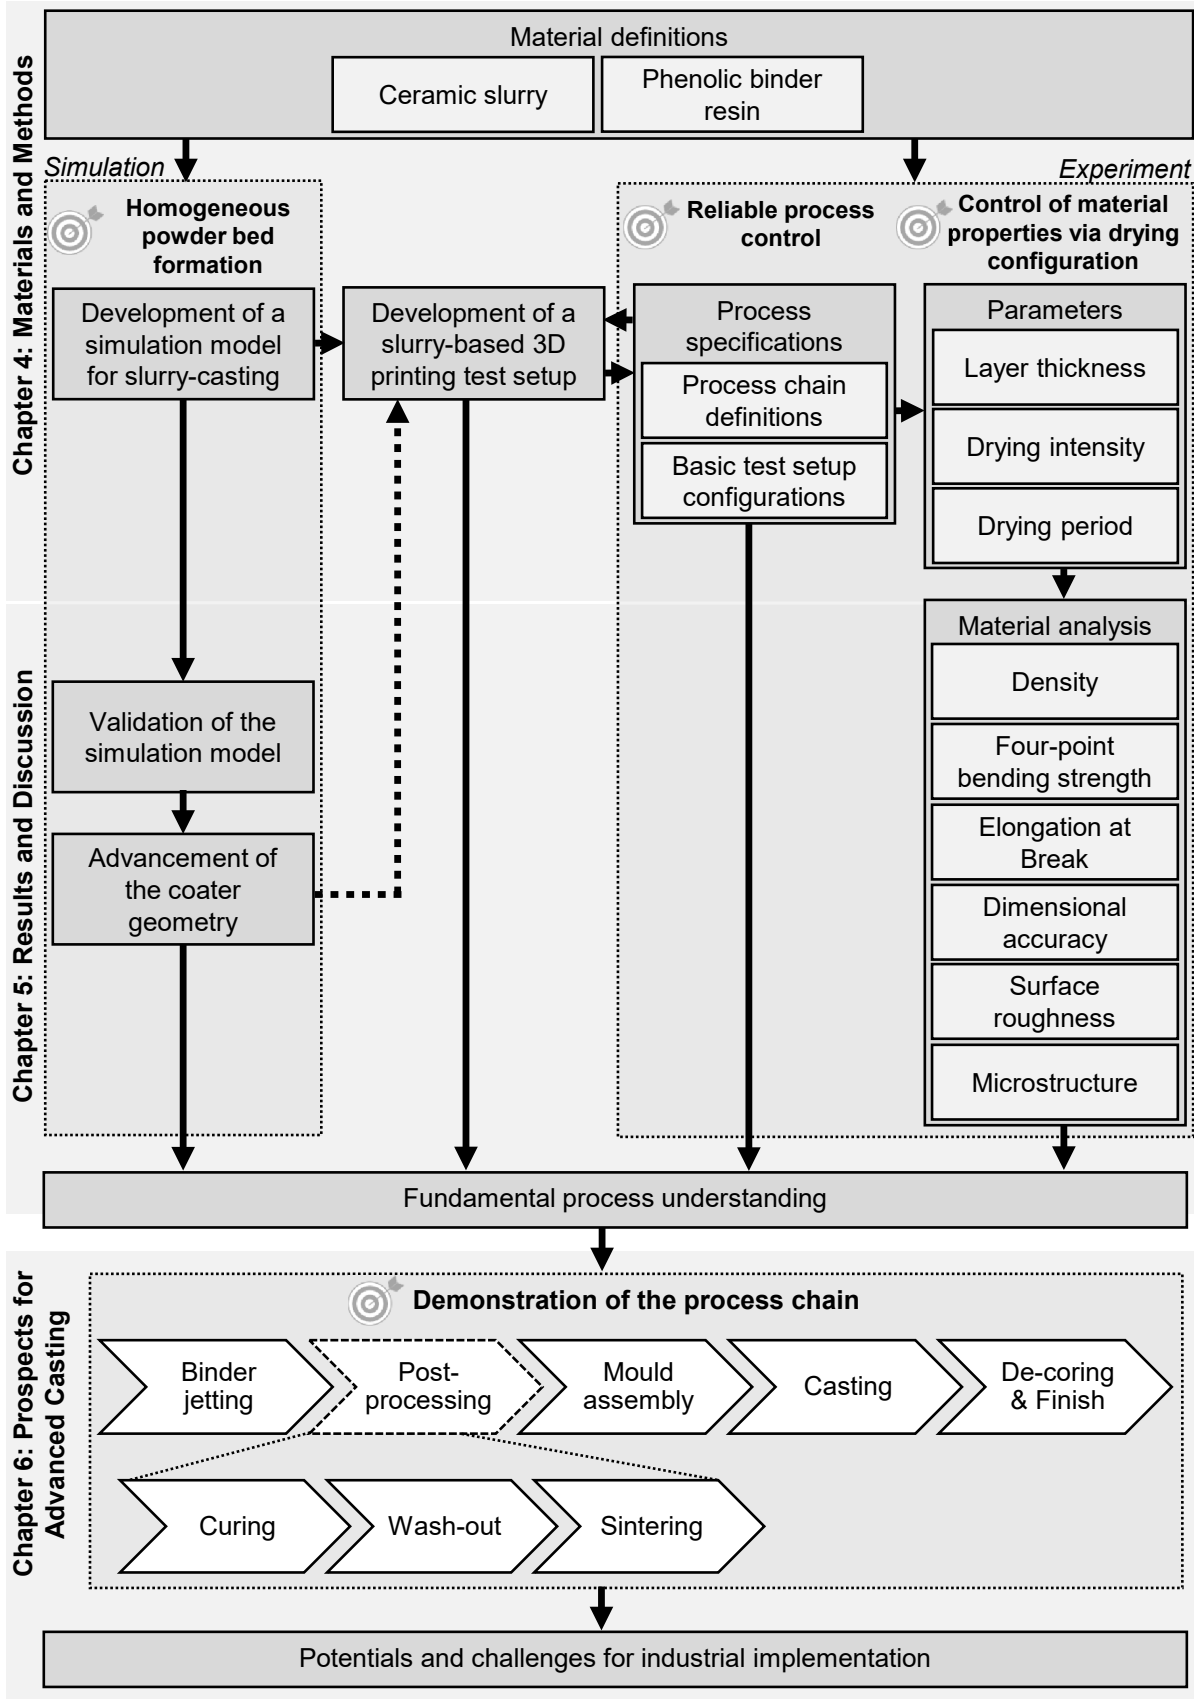 Chapter 4: Materials and Methods
Material definitions
Ceramic slurry
Phenolic binder
resin
Simulation
Experiment
Homogeneous
powder bed
formation
Reliable process
control
Control of material
properties via drying
configuration
Development of a
simulation model
for slurry-casting
Development of a
slurry-based 3D
printing test setup
Process
specifications
Process chain
definitions
Basic test setup
configurations
Parameters
Layer thickness
Drying intensity
Drying period
Chapter 5: Results and Discussion
Validation of the
simulation model
Advancement of
the coater
geometry
Material analysis
Density
Four-point
bending strength
Elongation at
Break
Dimensional
accuracy
Surface
roughness
Microstructure
Fundamental process understanding
Chapter 6: Prospects for
Advanced Casting
Demonstration of the process chain
Binder
jetting
Post-
processing
Mould
assembly
Casting
De-coring
& Finish
Curing
Wash-out
Sintering
Potentials and challenges for industrial implementation